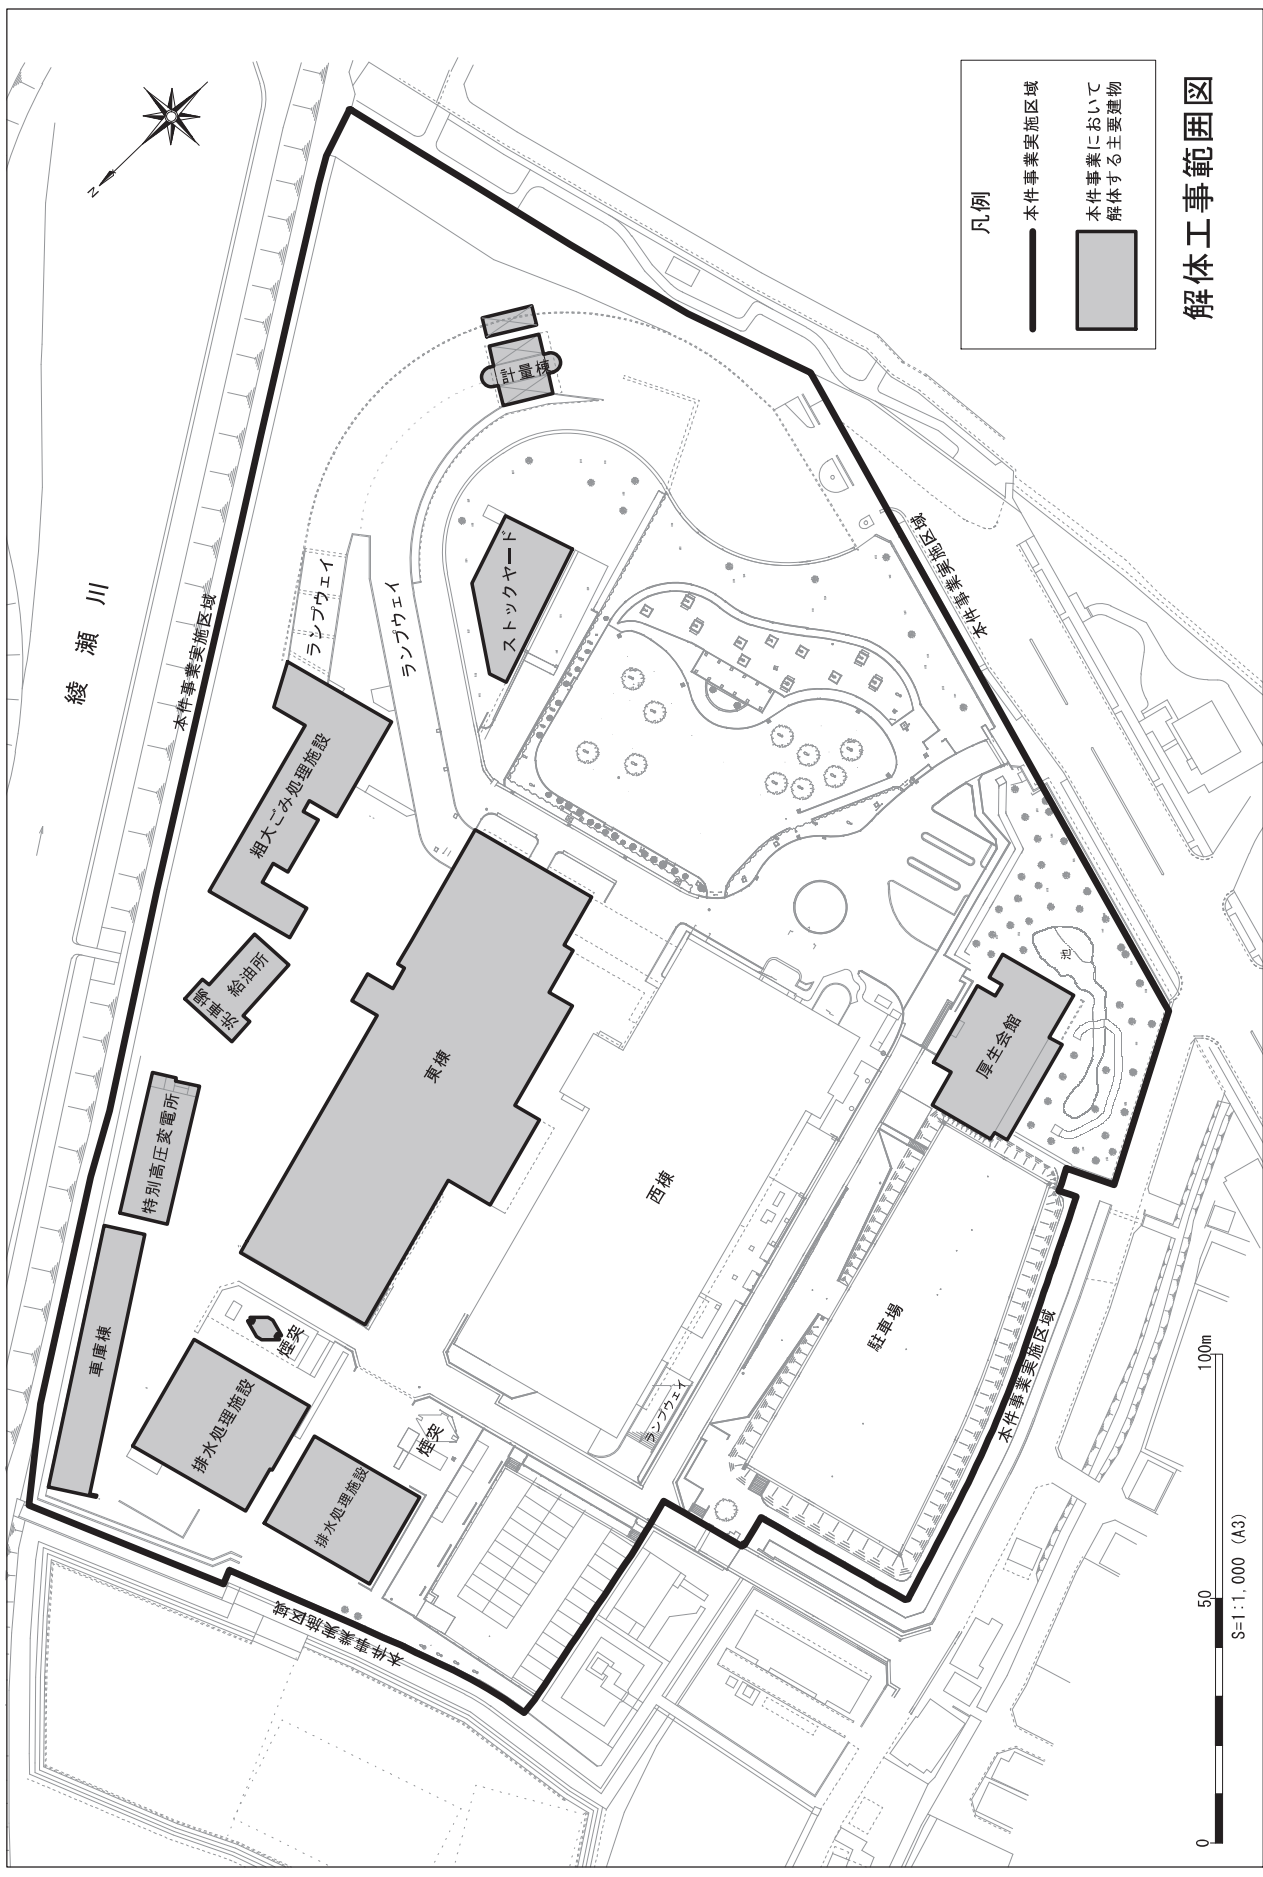 解体工事範囲図
凡例
本件事業実施区域
本件事業において
解体する主要建物
N
綾瀬川
本件事業実施区域
車庫棟
特別高圧変電所
洗車場
給油所
粗大ごみ処理施設
ランプウェイ
ランプウェイ
計量棟
ストックヤード
排水処理施設
排水処理施設
煙突
煙突
東棟
西棟
ランプウェイ
駐車場
厚生会館
池
本件事業実施区域
本件事業実施区域
本件事業実施区域
0
50
100m
S=1:1,000 (A3)